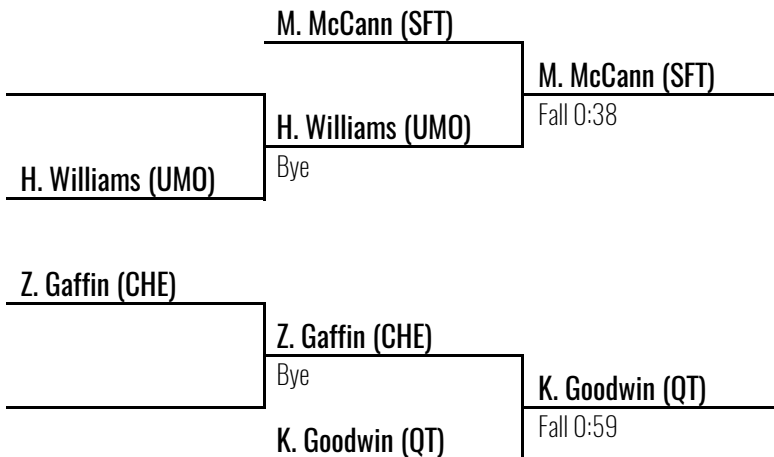 M. McCann (SFT)
M. McCann (SFT)
Fall 0:38
H. Williams (UMO)
Bye
H. Williams (UMO)
Z. Gaffin (CHE)
Z. Gaffin (CHE)
Bye
K. Goodwin (QT)
Fall 0:59
K. Goodwin (QT)